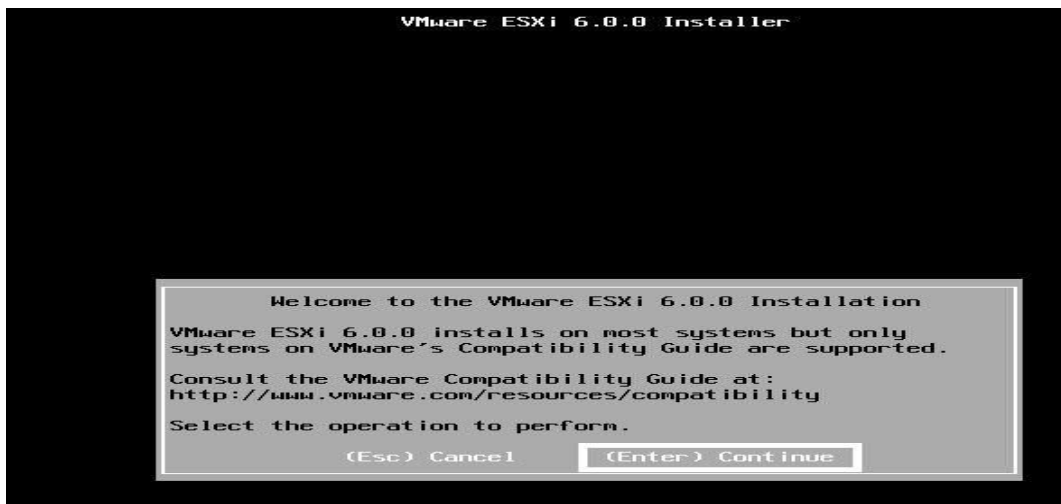 VMware ESXi 6.0.0 Installer
Welcome to the VMware ESXi 6.0.0 Installation
VMware ESXi 6.0.0 installs on most systems but only
systems on VMware's Compatibility Guide are supported.
Consult the VMware Compatibility Guide at:
http://www.vmware.com/resources/compatibility
Select the operation to perform.
(Esc) Cancel (Enter) Continue